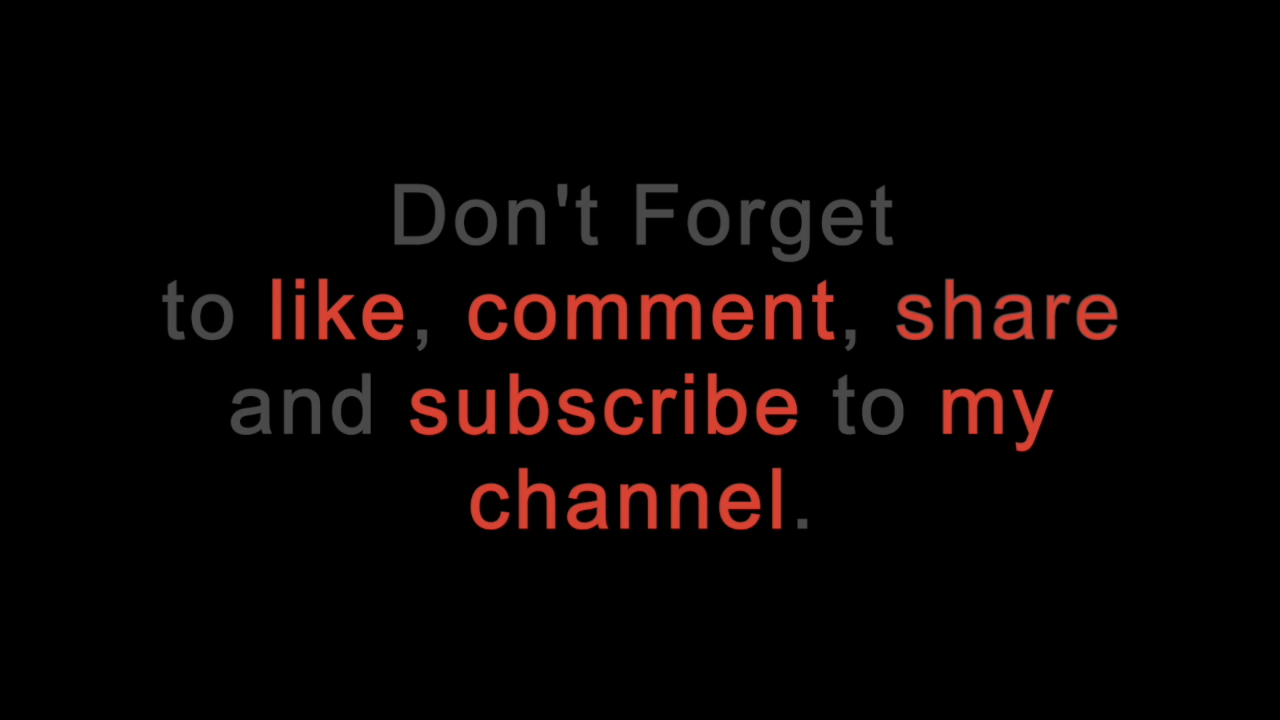 Don't Forget
to like, comment, share
and subscribe to my
channel.